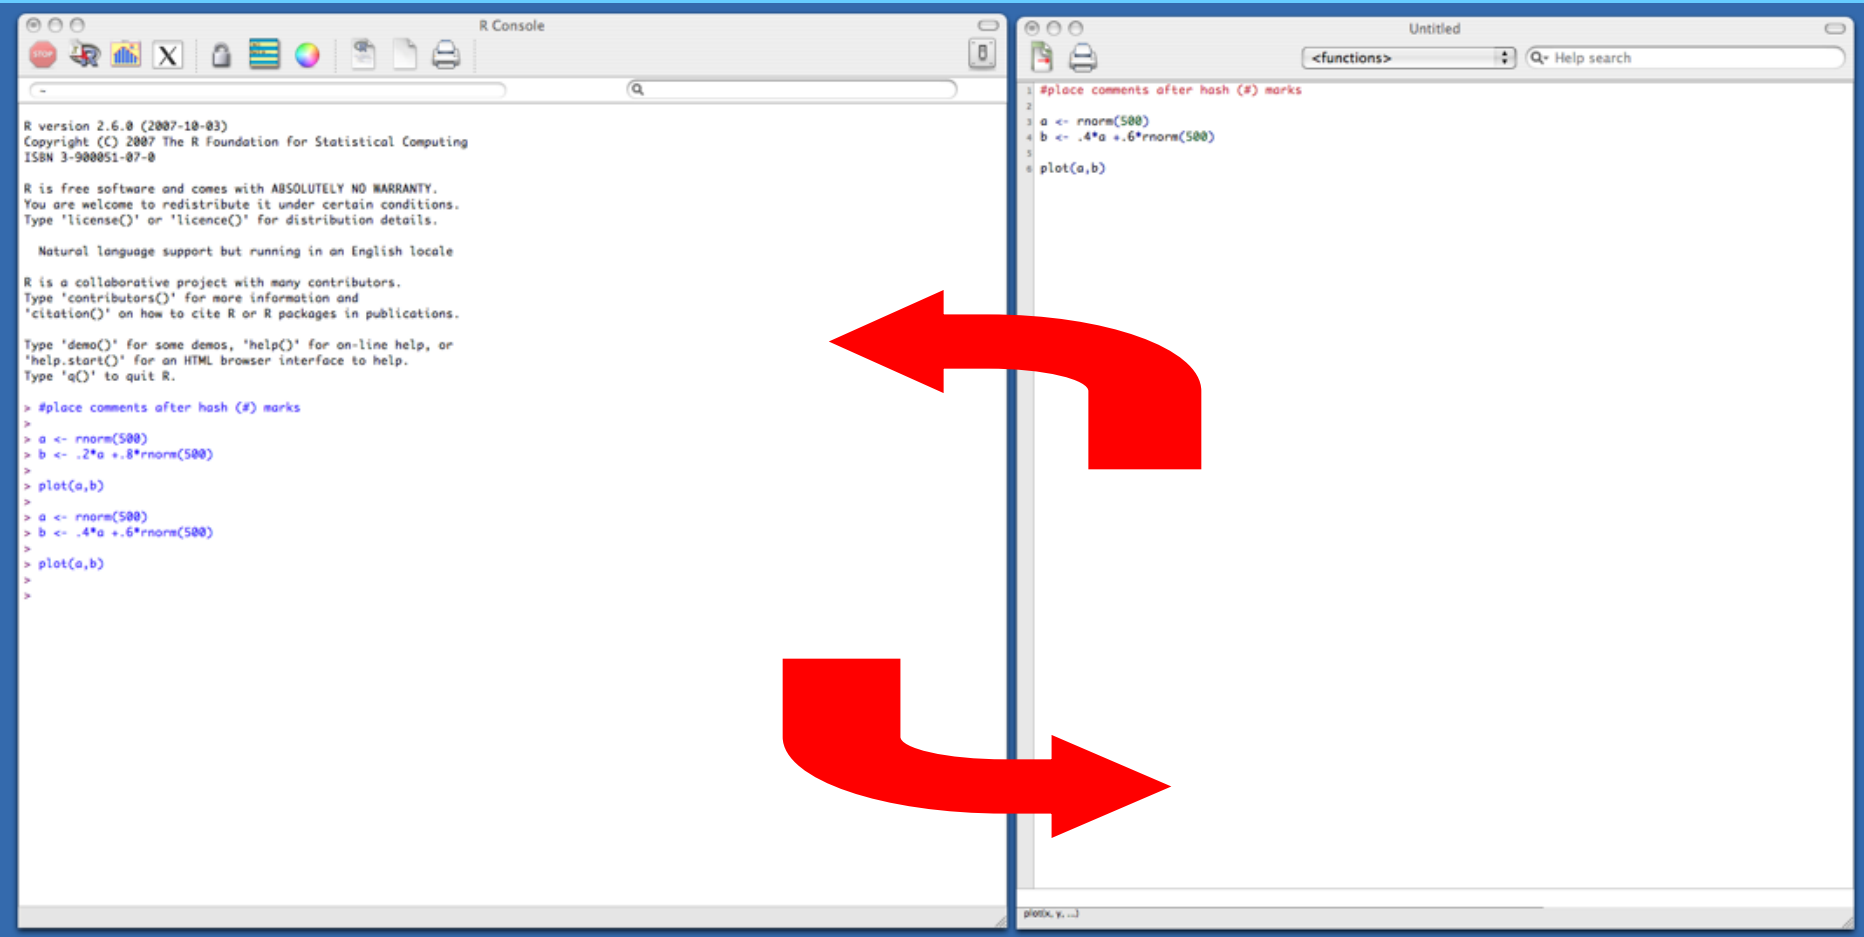 R Console
STOP
X
~
R version 2.6.0 (2007-10-03)
Copyright (C) 2007 The R Foundation for Statistical Computing
ISBN 3-900051-07-0
R is free software and comes with ABSOLUTELY NO WARRANTY.
You are welcome to redistribute it under certain conditions.
Type 'license()' or 'licence()' for distribution details.
Natural language support but running in an English locale
R is a collaborative project with many contributors.
Type 'contributors()' for more information and
'citation()' on how to cite R or R packages in publications.
Type 'demo()' for some demos, 'help()' for on-line help, or
'help.start()' for an HTML browser interface to help.
Type 'q()' to quit R.
> #place comments after hash (#) marks
>
> a <- rnorm(500)
> b <- .2*a +.8*rnorm(500)
>
> plot(a,b)
>
> a <- rnorm(500)
> b <- .4*a +.6*rnorm(500)
>
> plot(a,b)
>
>
Untitled
<functions>
Help search
1 #place comments after hash (#) marks
2
3 a <- rnorm(500)
4 b <- .4*a +.6*rnorm(500)
5
6 plot(a,b)
plot(x, y, ...)